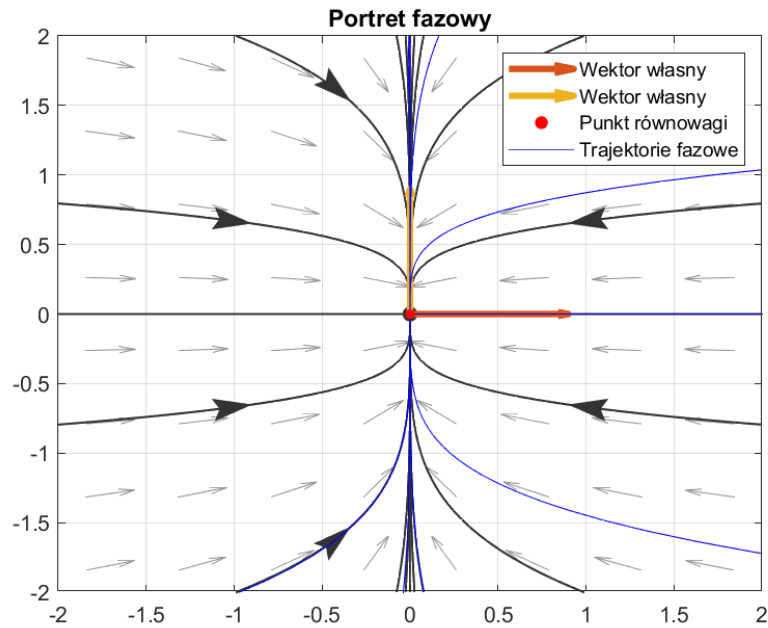 Portret fazowy
Wektor własny
Wektor własny
Punkt równowagi
Trajektorie fazowe
2
1.5
1
0.5
0
-0.5
-1
-1.5
-2
-2 -1.5 -1 -0.5 0 0.5 1 1.5 2